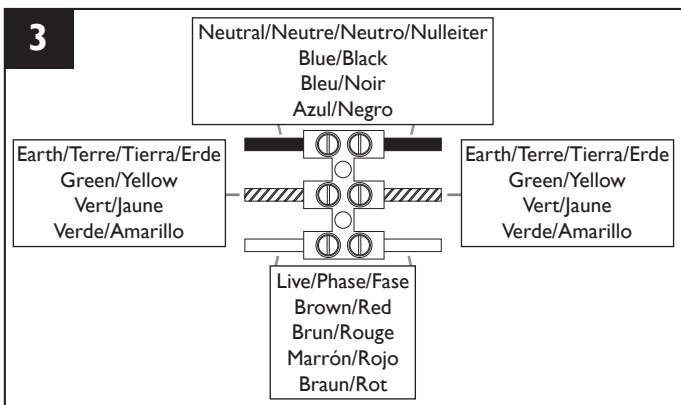 3
Neutral/Neutre/Neutro/Nulleiter
Blue/Black
Bleu/Noir
Azul/Negro
Earth/Terre/Tierra/Erde
Green/Yellow
Vert/Jaune
Verde/Amarillo
Earth/Terre/Tierra/Erde
Green/Yellow
Vert/Jaune
Verde/Amarillo
Live/Phase/Fase
Brown/Red
Brun/Rouge
Marrón/Rojo
Braun/Rot